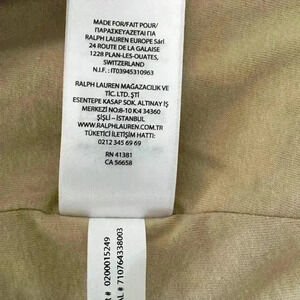 MADE FOR/FAIT POUR/
ΠΑΡΑΣΚΕΥΑΖΕΤΑΙ ΓΙΑ
RALPH LAUREN EUROPE Sàrl
24 ROUTE DE LA GALAISE
1228 PLAN-LES-OUATES,
SWITZERLAND
N.I.F. : IT03945310963
RALPH LAUREN MAĞAZACILIK VE
TİC. LTD. ŞTİ
ESENTEPE KASAP SOK. ALTINAY İŞ
MERKEZİ NO:8-10 K:4 34360
ŞİŞLİ – İSTANBUL
WWW.RALPHLAUREN.COM.TR
TÜKETİCİ İLETİŞİM HATTI:
0212 345 69 69
RN 41381
CA 56658
# 0200015249
# 710764338003